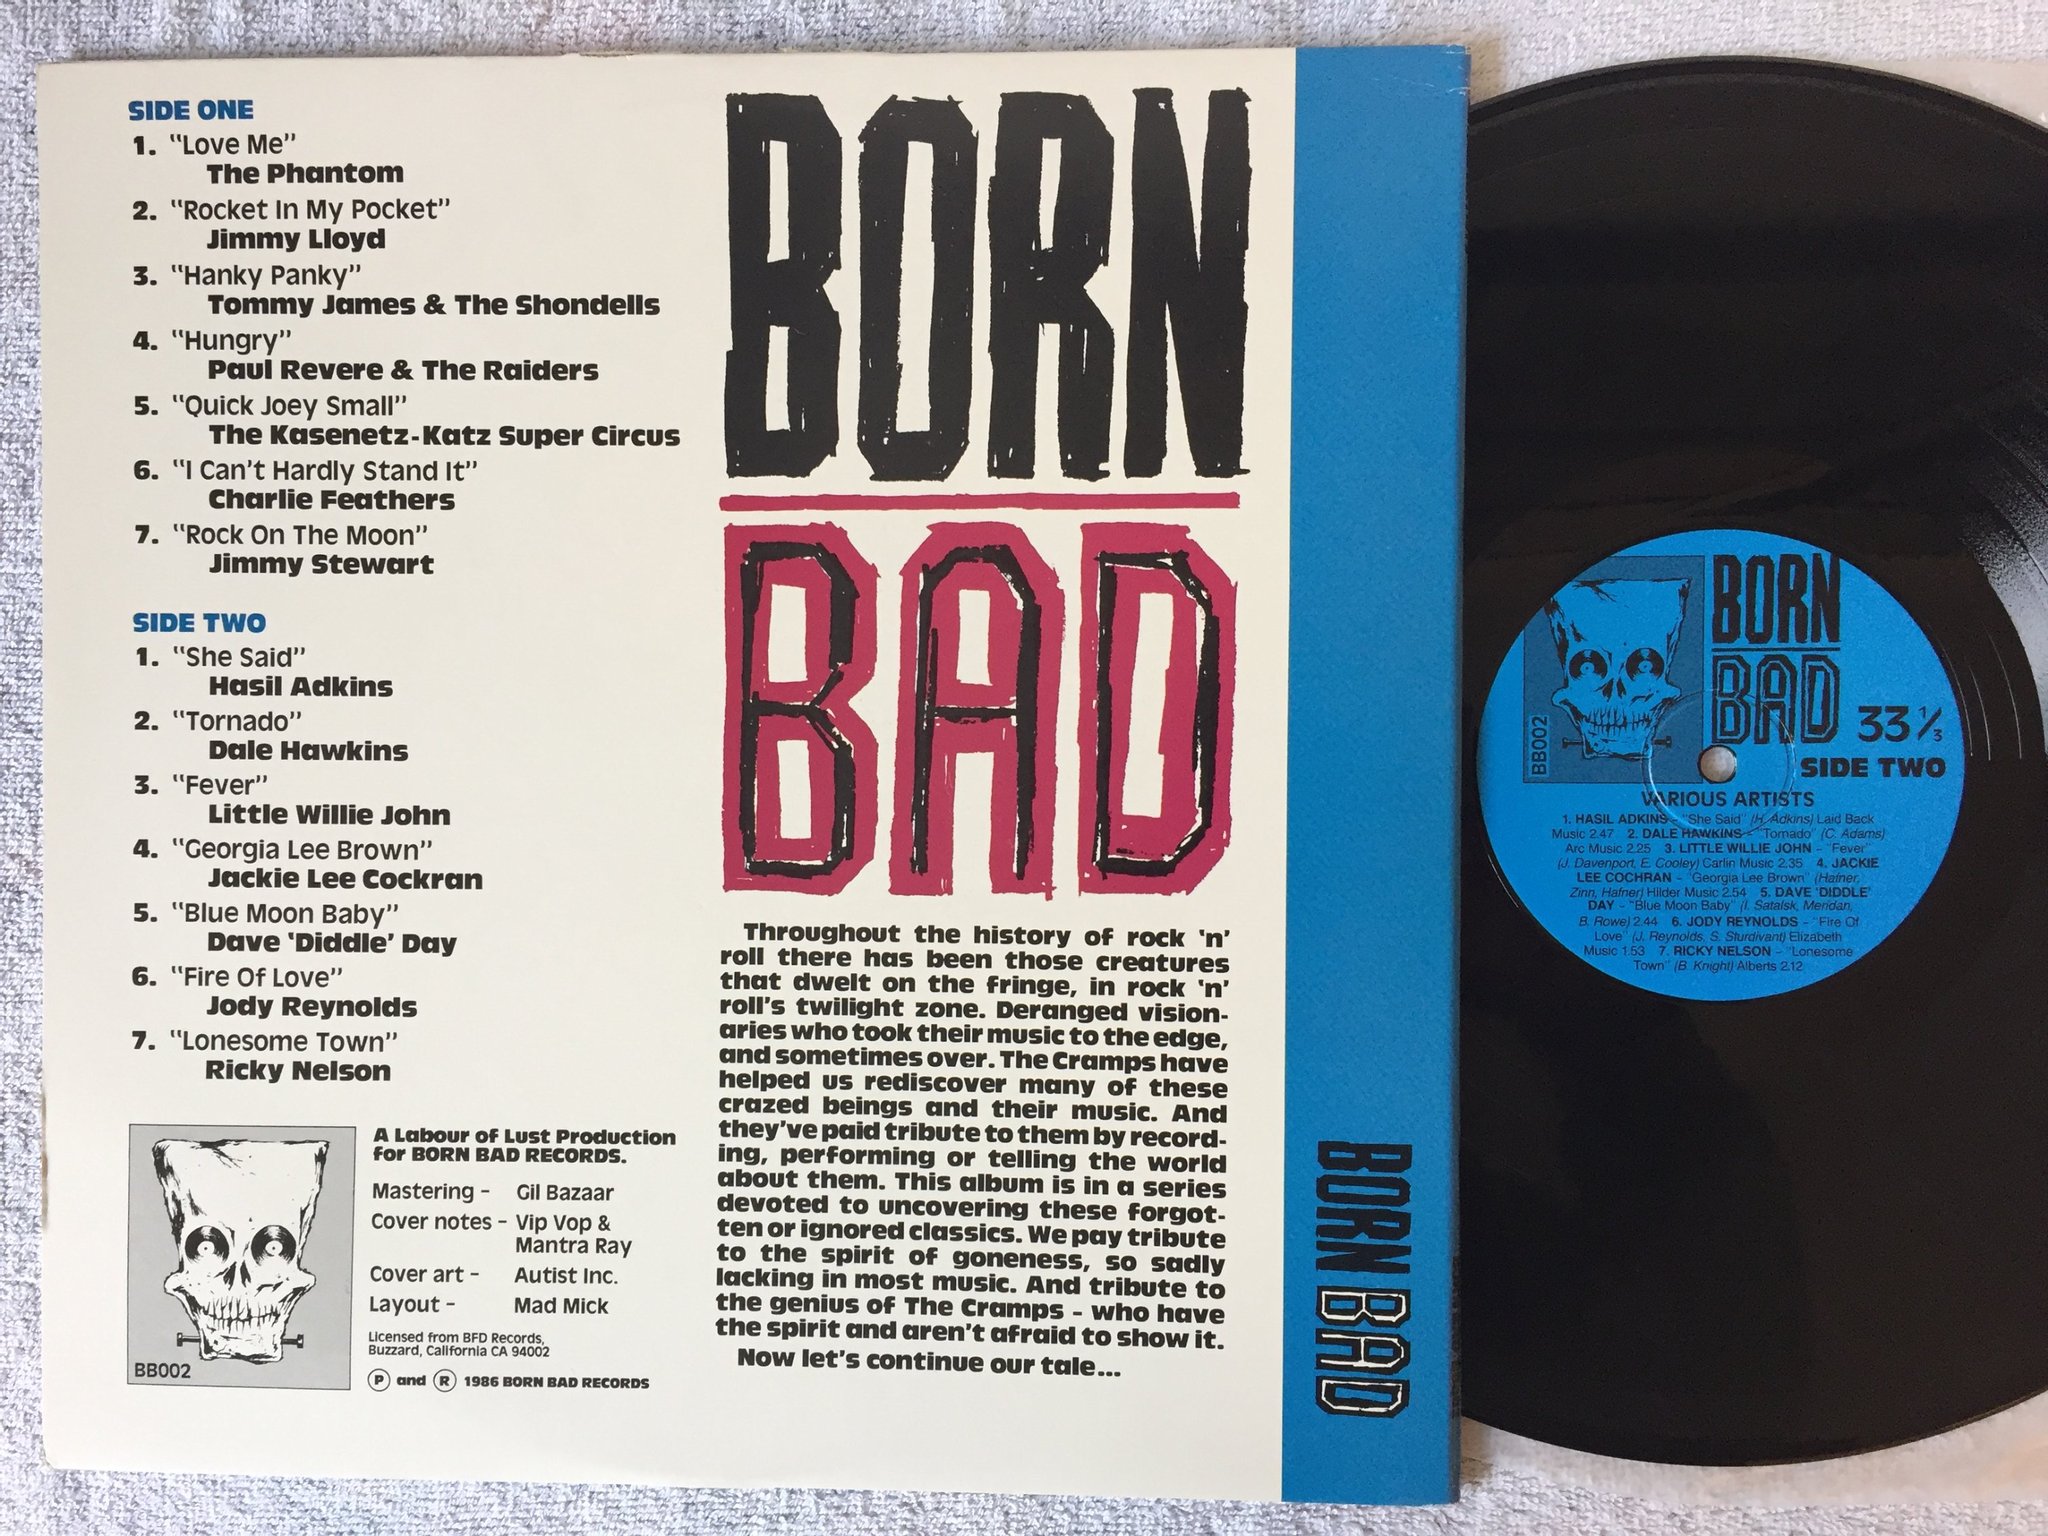 SIDE ONE
1. "Love Me"
The Phantom
2. "Rocket In My Pocket"
Jimmy Lloyd
3. "Hanky Panky"
Tommy James & The Shondells
4. "Hungry"
Paul Revere & The Raiders
5. "Quick Joey Small"
The Kasenetz-Katz Super Circus
6. "I Can't Hardly Stand It"
Charlie Feathers
7. "Rock On The Moon"
Jimmy Stewart
SIDE TWO
1. "She Said"
Hasil Adkins
2. "Tornado"
Dale Hawkins
3. "Fever"
Little Willie John
4. "Georgia Lee Brown"
Jackie Lee Cockran
5. "Blue Moon Baby"
Dave 'Diddle' Day
6. "Fire Of Love"
Jody Reynolds
7. "Lonesome Town"
Ricky Nelson
BB002
A Labour of Lust Production
for BORN BAD RECORDS.
Mastering - Gil Bazaar
Cover notes - Vip Vop &
Mantra Ray
Cover art - Autist Inc.
Layout - Mad Mick
Licensed from BFD Records,
Buzzard, California CA 94002
Ⓟ and Ⓡ 1986 BORN BAD RECORDS
BORN
BAD
Throughout the history of rock 'n'
roll there has been those creatures
that dwelt on the fringe, in rock 'n'
roll's twilight zone. Deranged vision-
aries who took their music to the edge,
and sometimes over. The Cramps have
helped us rediscover many of these
crazed beings and their music. And
they've paid tribute to them by record-
ing, performing or telling the world
about them. This album is in a series
devoted to uncovering these forgot-
ten or ignored classics. We pay tribute
to the spirit of goneness, so sadly
lacking in most music. And tribute to
the genius of The Cramps - who have
the spirit and aren't afraid to show it.
Now let's continue our tale...
BORN BAD
BORN
BAD
BB002
33 1/3
SIDE TWO
VARIOUS ARTISTS
1. HASIL ADKINS - "She Said" (H. Adkins) Laid Back
Music 2.47 2. DALE HAWKINS - "Tornado" (C. Adams)
Arc Music 2.25 3. LITTLE WILLIE JOHN - "Fever"
(J. Davenport, E. Cooley) Carlin Music 2.35 4. JACKIE
LEE COCHRAN - "Georgia Lee Brown" (Hafner,
Zinn, Hafner) Hilder Music 2.54 5. DAVE 'DIDDLE'
DAY - "Blue Moon Baby" (I. Satalsk, Meridan,
B. Rowe) 2.44 6. JODY REYNOLDS - "Fire Of
Love" (J. Reynolds, S. Sturdivant) Elizabeth
Music 1.53 7. RICKY NELSON - "Lonesome
Town" (B. Knight) Alberts 2.12